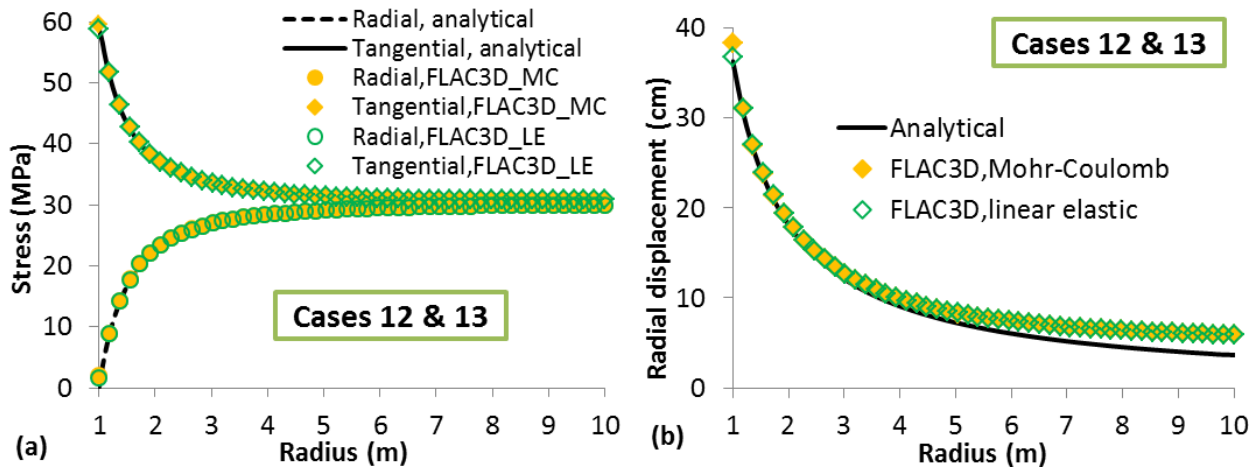 60
50
40
30
20
10
0
Stress (MPa)
Radial, analytical
Tangential, analytical
Radial,FLAC3D_MC
Tangential,FLAC3D_MC
Radial,FLAC3D_LE
Tangential,FLAC3D_LE
Cases 12 & 13
1 2 3 4 5 6 7 8 9 10
Radius (m)
(a)
40
30
20
10
0
Radial displacement (cm)
Cases 12 & 13
Analytical
FLAC3D,Mohr-Coulomb
FLAC3D,linear elastic
1 2 3 4 5 6 7 8 9 10
Radius (m)
(b)